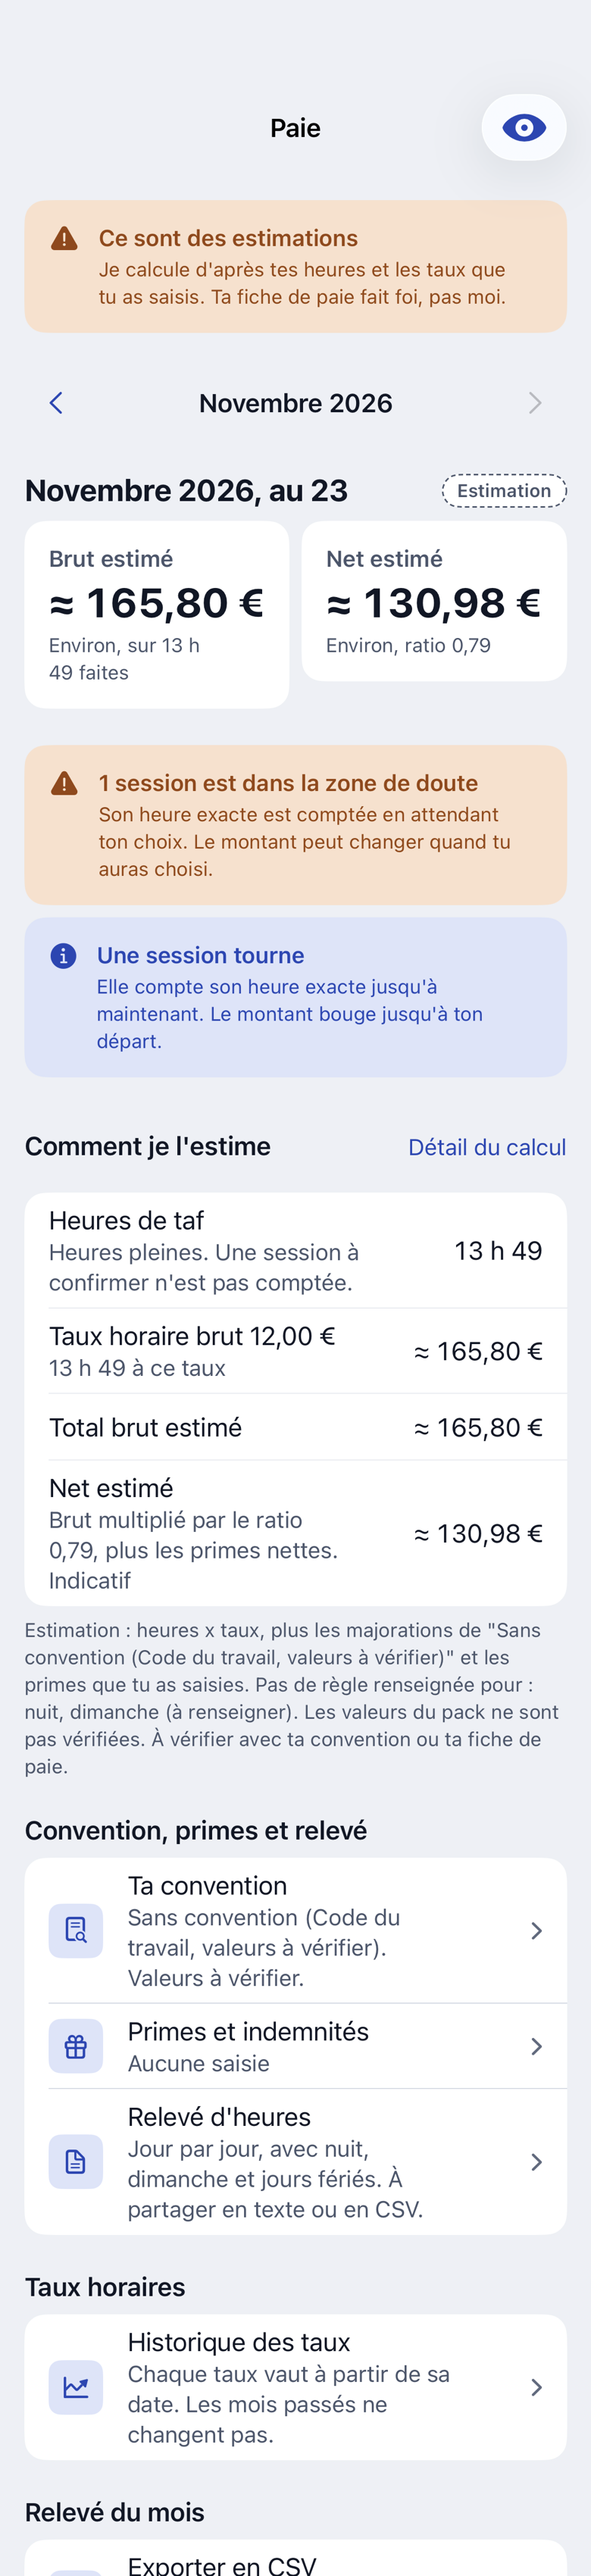 Paie
Ce sont des estimations
Je calcule d'après tes heures et les taux que
tu as saisis. Ta fiche de paie fait foi, pas moi.
Novembre 2026
Novembre 2026, au 23
Estimation
Brut estimé
≈ 165,80 €
Environ, sur 13 h
49 faites
Net estimé
≈ 130,98 €
Environ, ratio 0,79
1 session est dans la zone de doute
Son heure exacte est comptée en attendant
ton choix. Le montant peut changer quand tu
auras choisi.
Une session tourne
Elle compte son heure exacte jusqu'à
maintenant. Le montant bouge jusqu'à ton
départ.
Comment je l'estime
Détail du calcul
Heures de taf
Heures pleines. Une session à
confirmer n'est pas comptée.
13 h 49
Taux horaire brut 12,00 €
13 h 49 à ce taux
≈ 165,80 €
Total brut estimé
≈ 165,80 €
Net estimé
Brut multiplié par le ratio
0,79, plus les primes nettes.
Indicatif
≈ 130,98 €
Estimation : heures x taux, plus les majorations de "Sans
convention (Code du travail, valeurs à vérifier)" et les
primes que tu as saisies. Pas de règle renseignée pour :
nuit, dimanche (à renseigner). Les valeurs du pack ne sont
pas vérifiées. À vérifier avec ta convention ou ta fiche de
paie.
Convention, primes et relevé
Ta convention
Sans convention (Code du
travail, valeurs à vérifier).
Valeurs à vérifier.
Primes et indemnités
Aucune saisie
Relevé d'heures
Jour par jour, avec nuit,
dimanche et jours fériés. À
partager en texte ou en CSV.
Taux horaires
Historique des taux
Chaque taux vaut à partir de sa
date. Les mois passés ne
changent pas.
Relevé du mois
Exporter en CSV